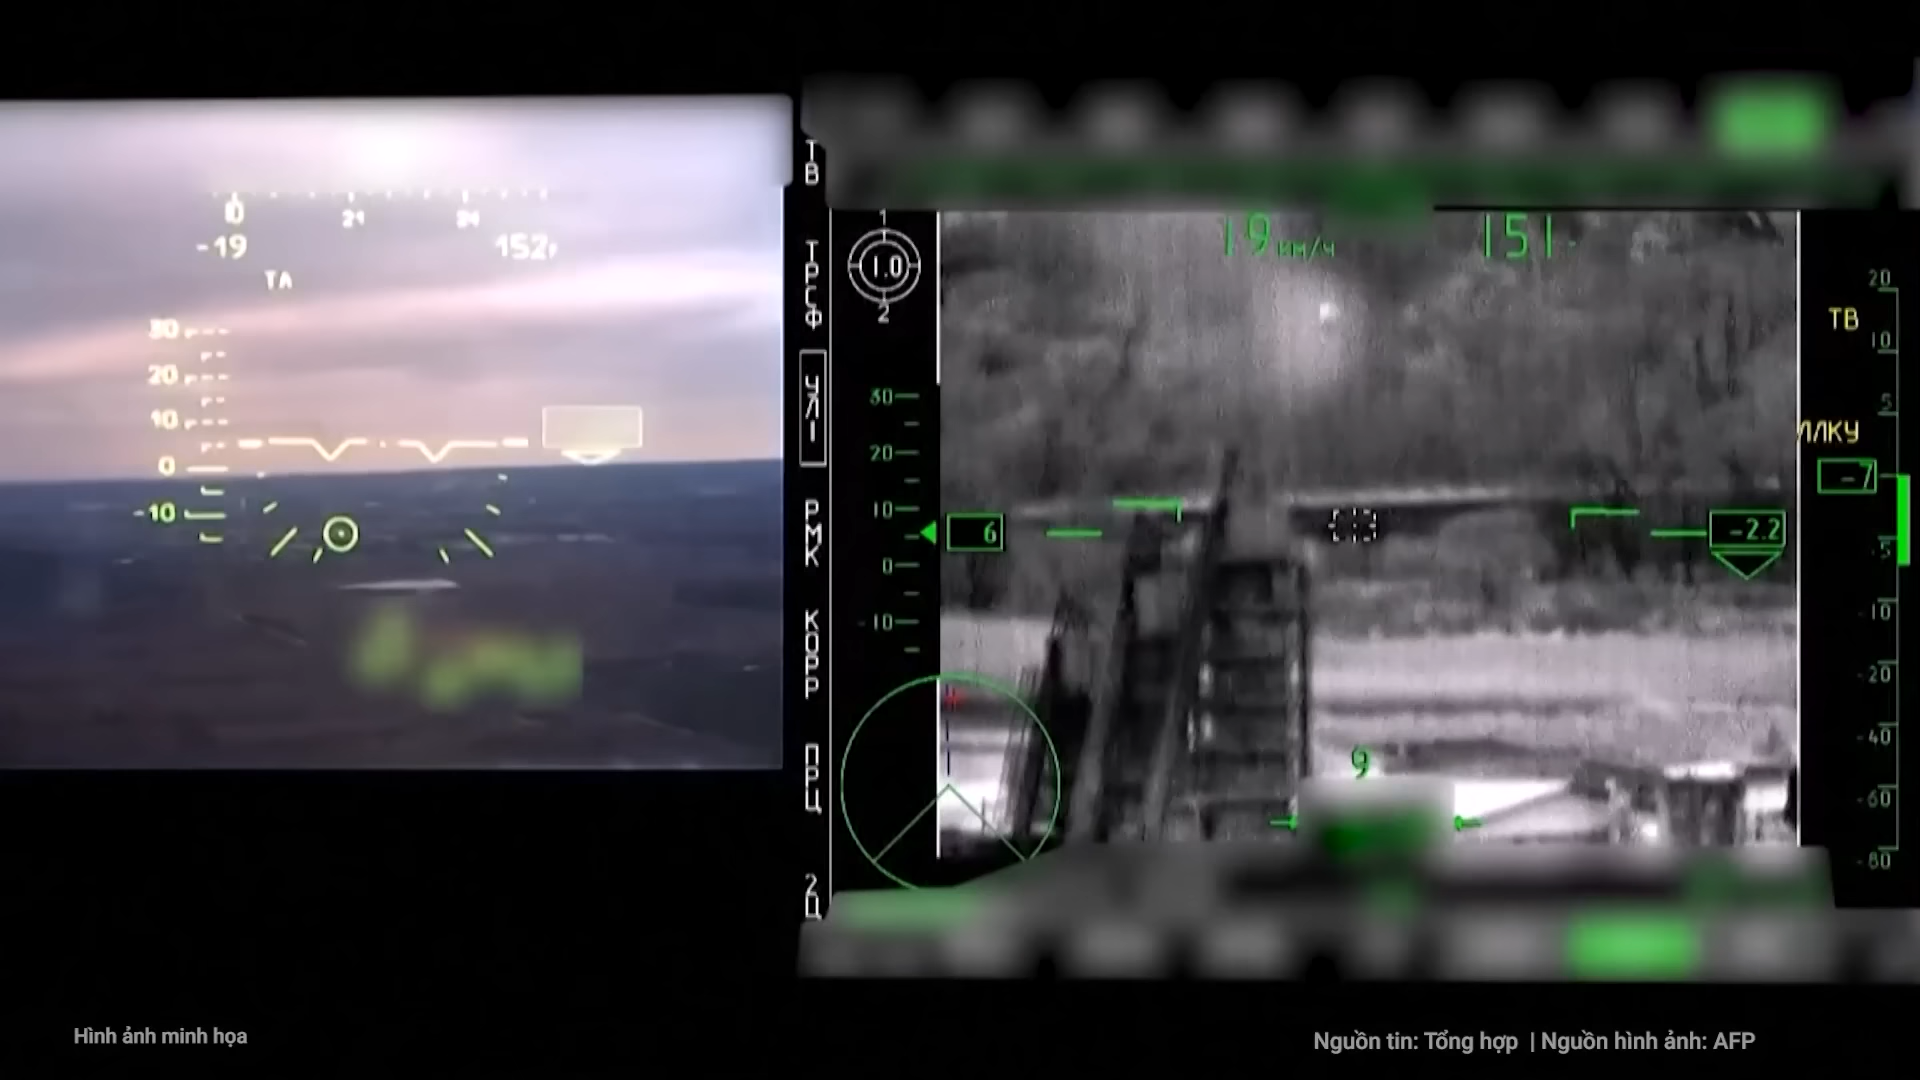 0
21
24
-19
152
TA
30
20
10
0
-10
ТВ
ТРСФ
УЛ1
РМК
КОРР
ПРЦ
2Ц
1
1.0
2
19 км/ч
151
30
20
10
0
-10
6
-2.2
9
ТВ
-7
20
10
5
-5
-10
-20
-40
-60
-80
Hình ảnh minh họa
Nguồn tin: Tổng hợp | Nguồn hình ảnh: AFP